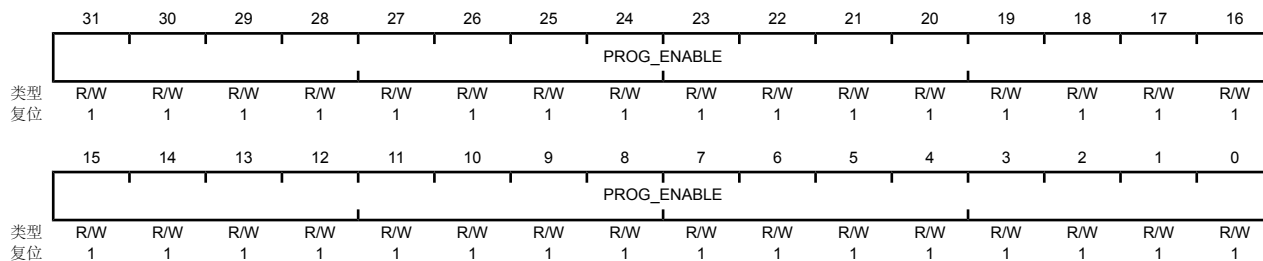 31 30 29 28 27 26 25 24 23 22 21 20 19 18 17 16
PROG_ENABLE
类型 R/W R/W R/W R/W R/W R/W R/W R/W R/W R/W R/W R/W R/W R/W R/W R/W
复位 1 1 1 1 1 1 1 1 1 1 1 1 1 1 1 1
15 14 13 12 11 10 9 8 7 6 5 4 3 2 1 0
PROG_ENABLE
类型 R/W R/W R/W R/W R/W R/W R/W R/W R/W R/W R/W R/W R/W R/W R/W R/W
复位 1 1 1 1 1 1 1 1 1 1 1 1 1 1 1 1